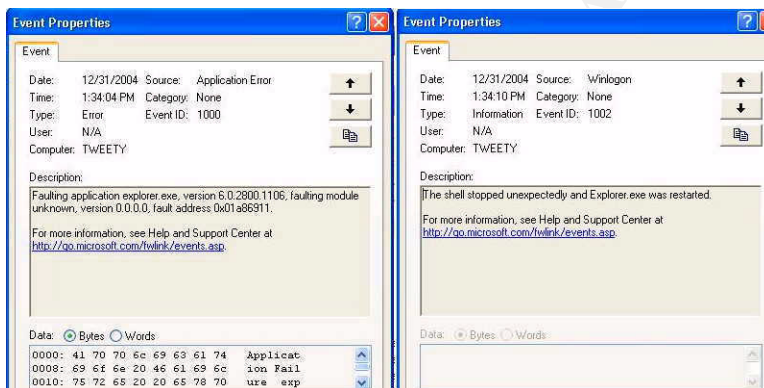 Event Properties
Event
Date: 12/31/2004 Source: Application Error
Time: 1:34:04 PM Category: None
Type: Error Event ID: 1000
User: N/A
Computer: TWEETY
Description:
Faulting application explorer.exe, version 6.0.2800.1106, faulting module
unknown, version 0.0.0.0, fault address 0x01a86911.
For more information, see Help and Support Center at
http://go.microsoft.com/fwlink/events.asp.
Data: Bytes Words
0000: 41 70 70 6c 69 63 61 74 Applicat
0008: 69 6f 6e 20 46 61 69 6c ion Fail
0010: 75 72 65 20 20 65 78 70 ure exp
Event Properties
Event
Date: 12/31/2004 Source: Winlogon
Time: 1:34:10 PM Category: None
Type: Information Event ID: 1002
User: N/A
Computer: TWEETY
Description:
The shell stopped unexpectedly and Explorer.exe was restarted.
For more information, see Help and Support Center at
http://go.microsoft.com/fwlink/events.asp.
Data: Bytes Words